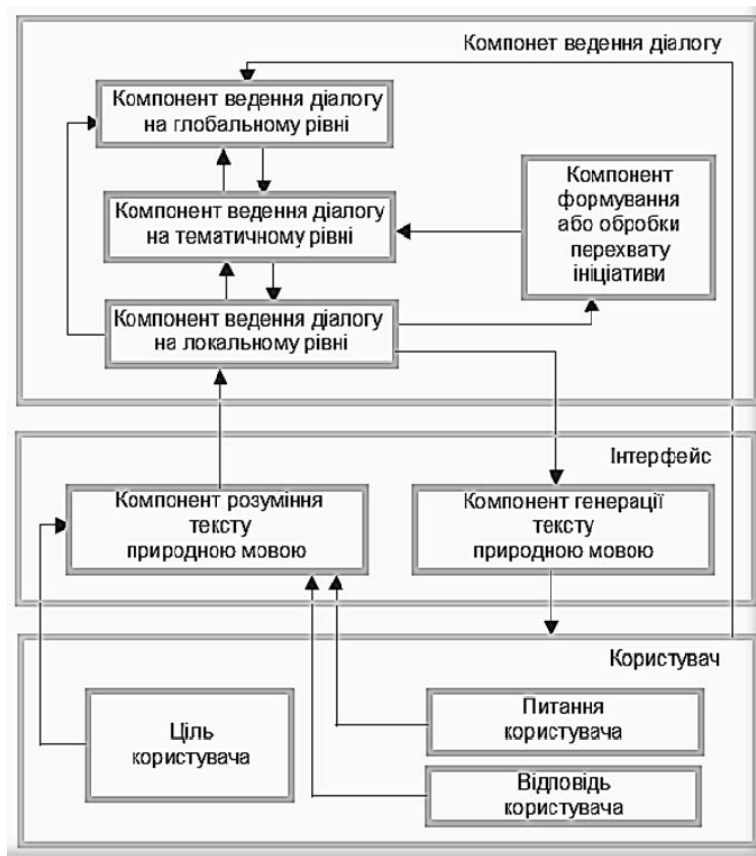 Компонет ведення діалогу
Компонент ведення діалогу
на глобальному рівні
Компонент ведення діалогу
на тематичному рівні
Компонент
формування
або обробки
перехвату
ініціативи
Компонент ведення діалогу
на локальному рівні
Інтерфейс
Компонент розуміння
тексту
природною мовою
Компонент генерації
тексту
природною мовою
Користувач
Ціль
користувача
Питання
користувача
Відповідь
користувача